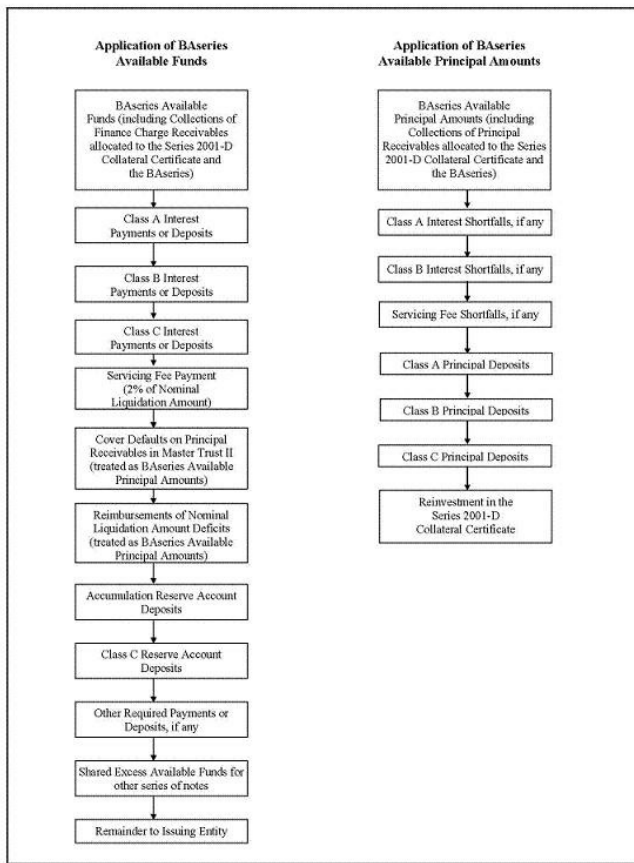 Application of BAseries
Available Funds
BAseries Available
Funds (including Collections of
Finance Charge Receivables
allocated to the Series 2001-D
Collateral Certificate and
the BAseries)
Class A Interest
Payments or Deposits
Class B Interest
Payments or Deposits
Class C Interest
Payments or Deposits
Servicing Fee Payment
(2% of Nominal
Liquidation Amount)
Cover Defaults on Principal
Receivables in Master Trust II
(treated as BAseries Available
Principal Amounts)
Reimbursements of Nominal
Liquidation Amount Deficits
(treated as BAseries Available
Principal Amounts)
Accumulation Reserve Account
Deposits
Class C Reserve Account
Deposits
Other Required Payments or
Deposits, if any
Shared Excess Available Funds for
other series of notes
Remainder to Issuing Entity
Application of BAseries
Available Principal Amounts
BAseries Available
Principal Amounts (including
Collections of Principal
Receivables allocated to the Series
2001-D Collateral Certificate and
the BAseries)
Class A Interest Shortfalls, if any
Class B Interest Shortfalls, if any
Servicing Fee Shortfalls, if any
Class A Principal Deposits
Class B Principal Deposits
Class C Principal Deposits
Reinvestment in the
Series 2001-D
Collateral Certificate